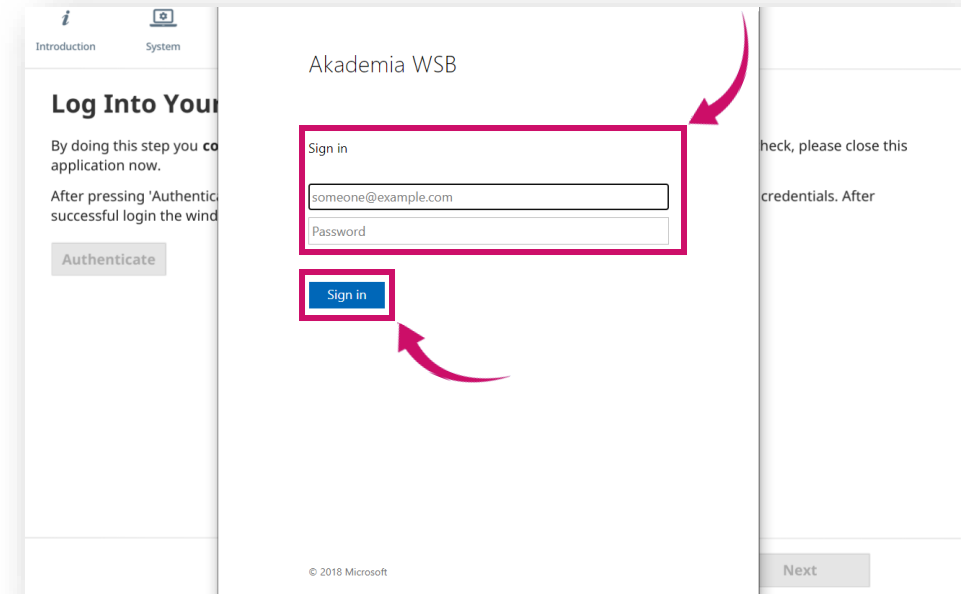 Introduction
System
Akademia WSB
Log Into Your
By doing this step you co
heck, please close this
application now.
After pressing 'Authentica
credentials. After
successful login the wind
Authenticate
Sign in
someone@example.com
Password
Sign in
© 2018 Microsoft
Next